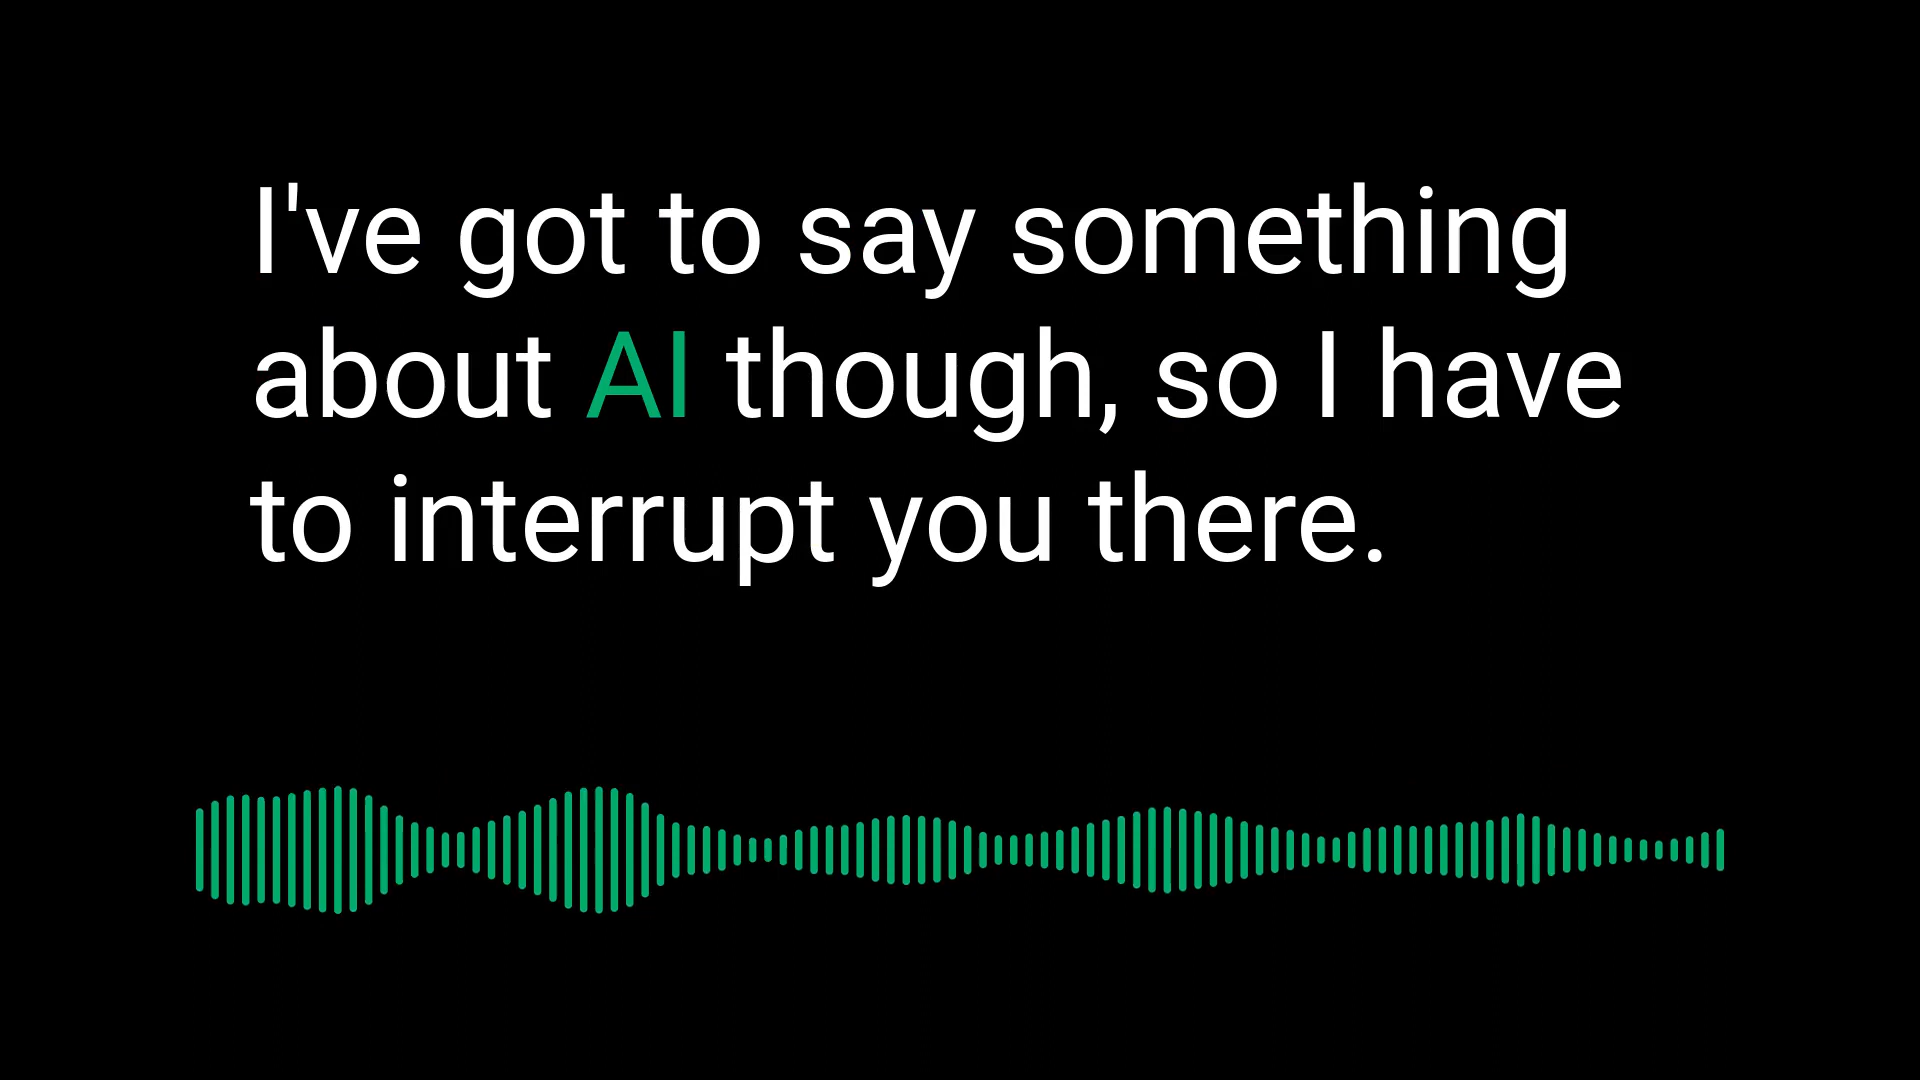 I've got to say something
about AI though, so I have
to interrupt you there.